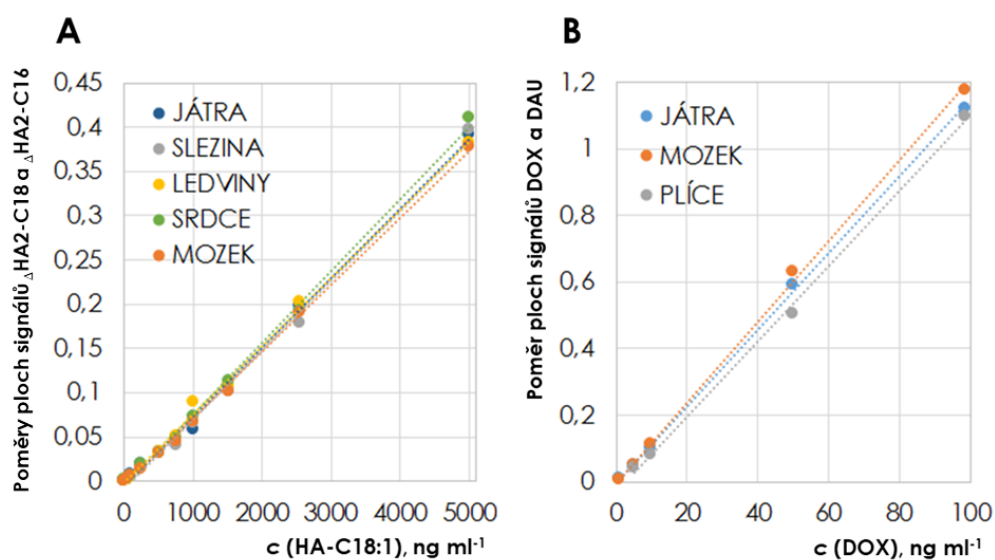 A
Poměry ploch signálů ΔHA2-C18 a ΔHA2-C16
0,45
0,4
0,35
0,3
0,25
0,2
0,15
0,1
0,05
0
JÁTRA
SLEZINA
LEDVINY
SRDCE
MOZEK
0 1000 2000 3000 4000 5000
c (HA-C18:1), ng ml-1
B
Poměr ploch signálů DOX a DAU
1,2
1
0,8
0,6
0,4
0,2
0
JÁTRA
MOZEK
PLÍCE
0 20 40 60 80 100
c (DOX), ng ml-1